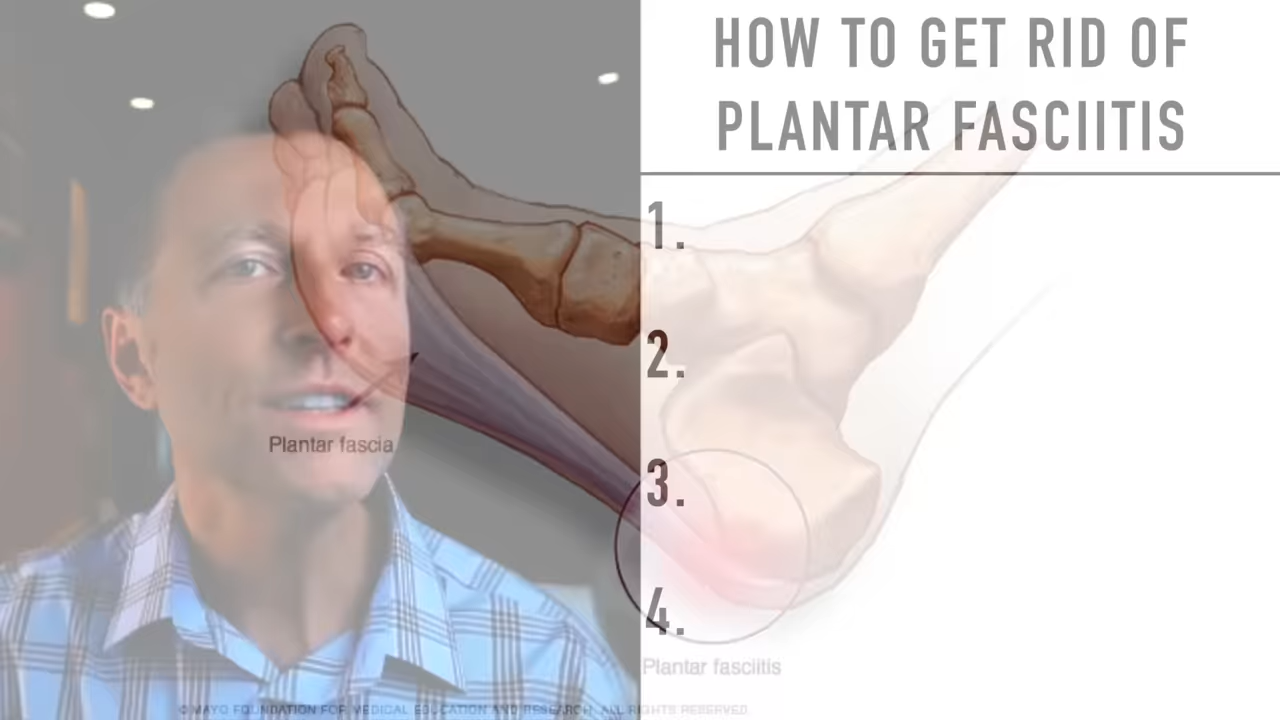 HOW TO GET RID OF
PLANTAR FASCIITIS
1.
2.
3.
4.
Plantar fascia
Plantar fasciitis
© MAYO FOUNDATION FOR MEDICAL EDUCATION AND RESEARCH. ALL RIGHTS RESERVED.